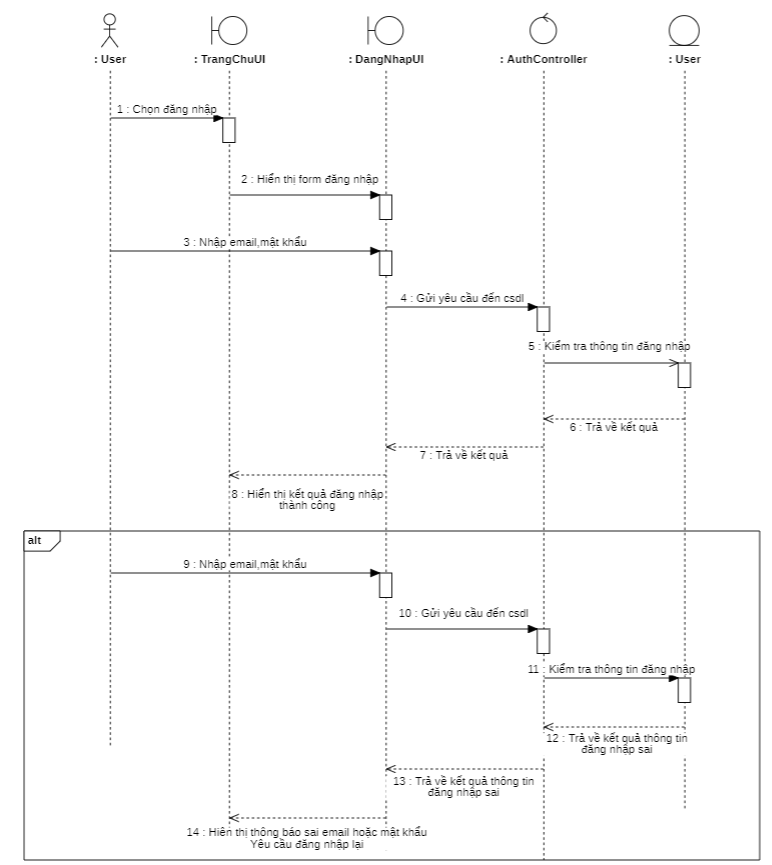 : User
: TrangChuUI
: DangNhapUI
: AuthController
: User
1 : Chọn đăng nhập
2 : Hiển thị form đăng nhập
3 : Nhập email,mật khẩu
4 : Gửi yêu cầu đến csdl
5 : Kiểm tra thông tin đăng nhập
6 : Trả về kết quả
7 : Trả về kết quả
8 : Hiển thị kết quả đăng nhập
thành công
alt
9 : Nhập email,mật khẩu
10 : Gửi yêu cầu đến csdl
11 : Kiểm tra thông tin đăng nhập
12 : Trả về kết quả thông tin
đăng nhập sai
13 : Trả về kết quả thông tin
đăng nhập sai
14 : Hiên thị thông báo sai email hoặc mật khẩu
Yêu cầu đăng nhập lại